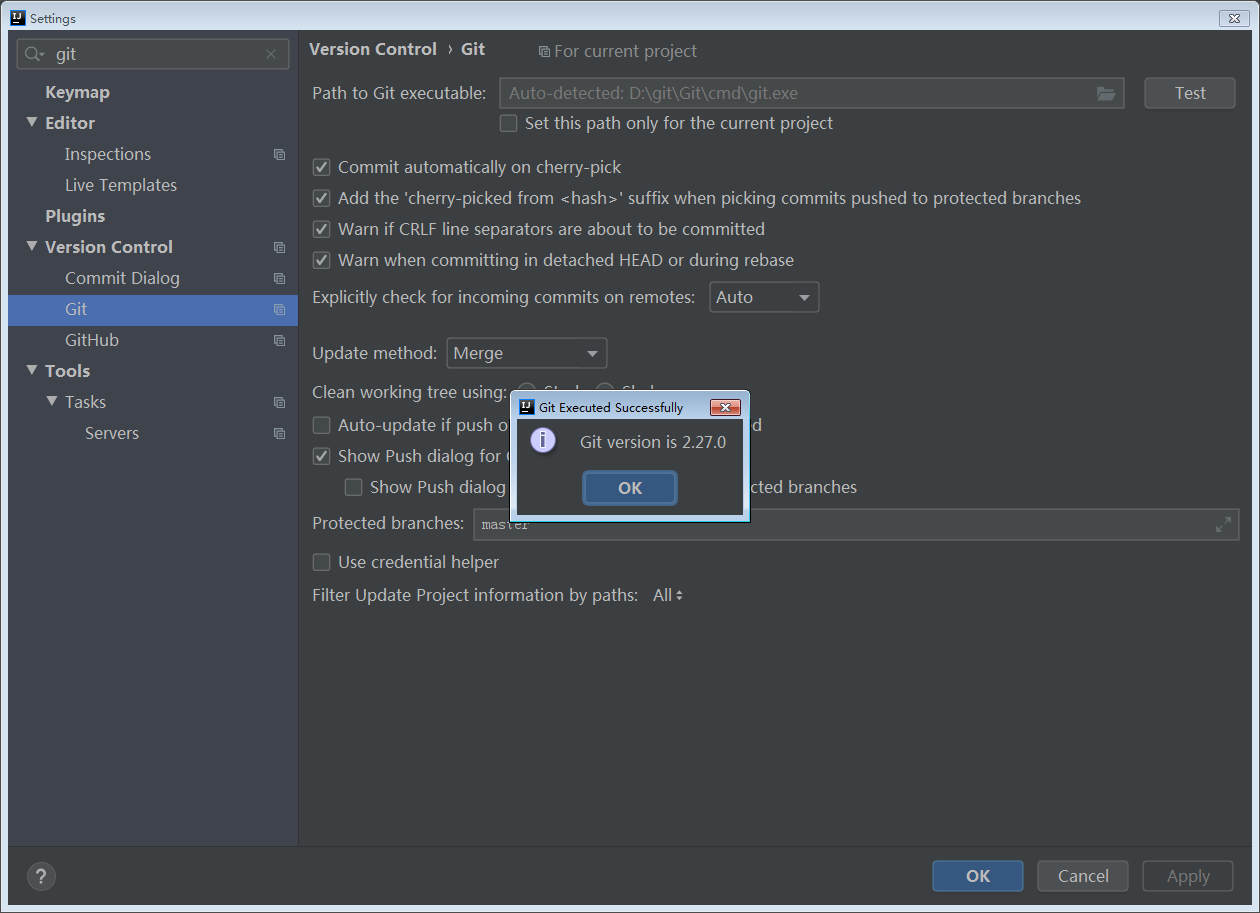 Settings
git
Keymap
Editor
Inspections
Live Templates
Plugins
Version Control
Commit Dialog
Git
GitHub
Tools
Tasks
Servers
Version Control › Git For current project
Path to Git executable: Auto-detected: D:\git\Git\cmd\git.exe Test
Set this path only for the current project
Commit automatically on cherry-pick
Add the 'cherry-picked from <hash>' suffix when picking commits pushed to protected branches
Warn if CRLF line separators are about to be committed
Warn when committing in detached HEAD or during rebase
Explicitly check for incoming commits on remotes: Auto
Update method: Merge
Clean working tree using:
Auto-update if push
Show Push dialog for
Show Push dialog branches
Git Executed Successfully
Git version is 2.27.0
OK
Protected branches: master
Use credential helper
Filter Update Project information by paths: All
? OK Cancel Apply